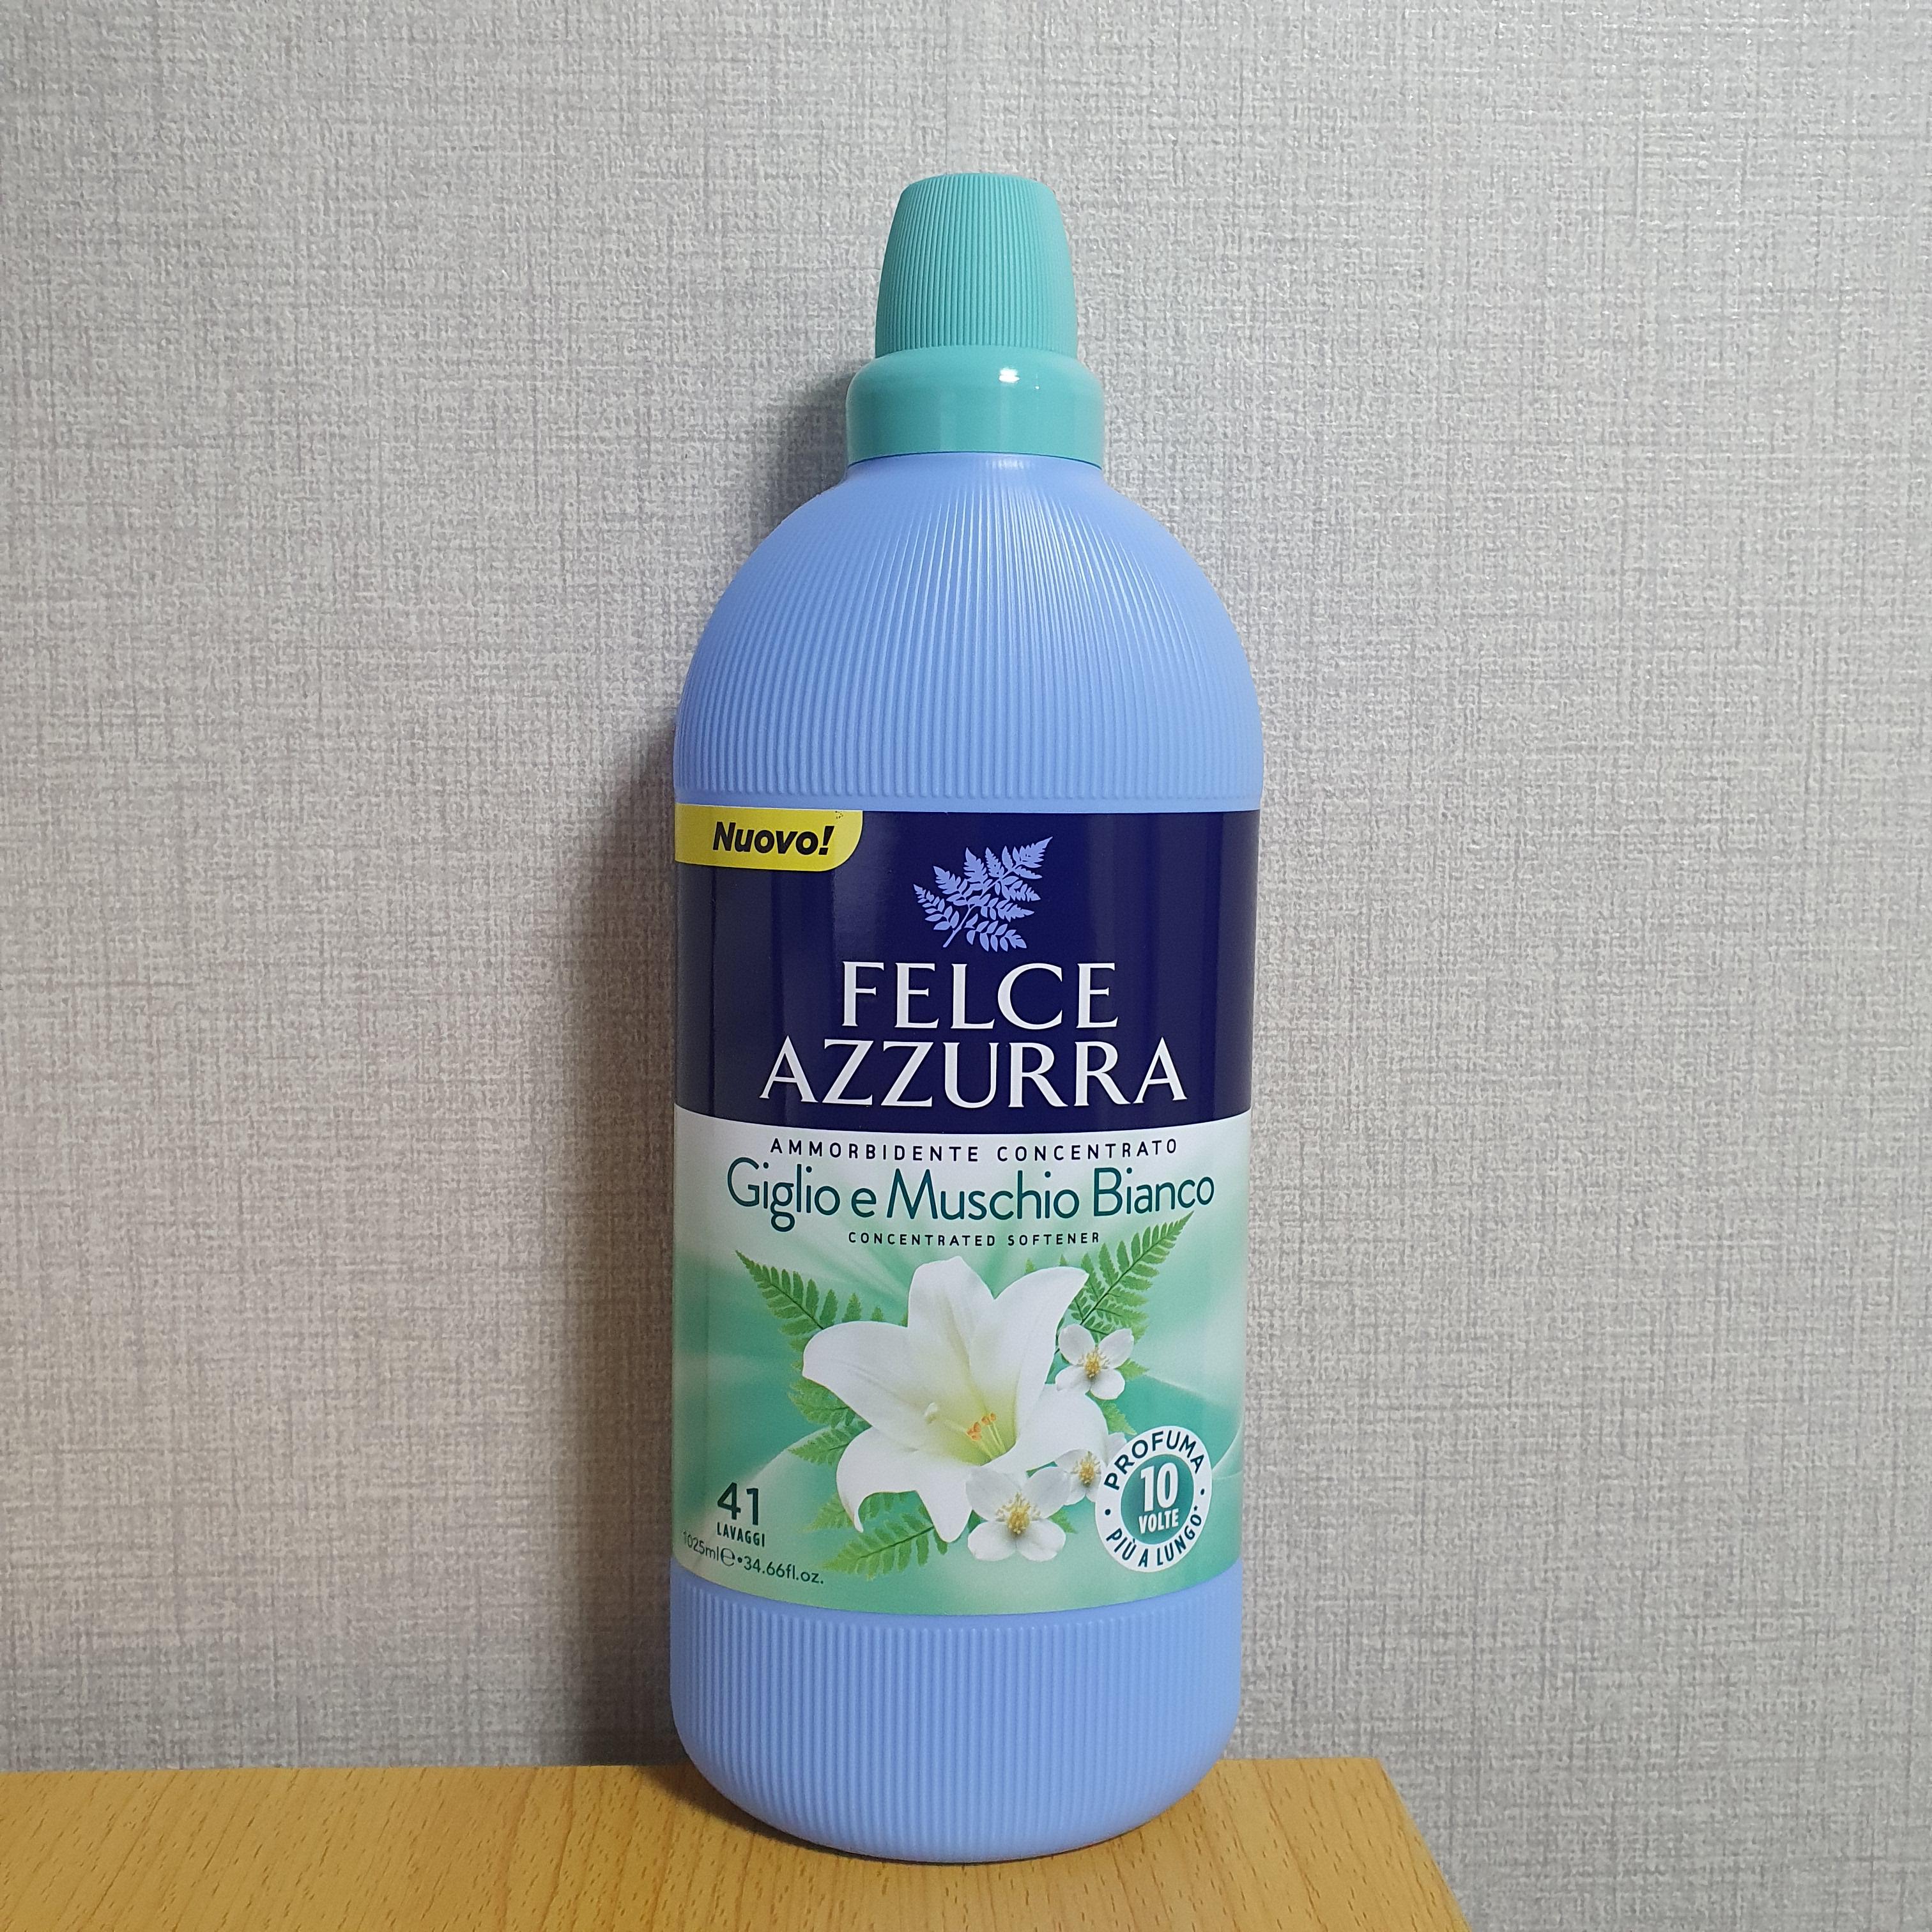 Nuovo!
FELCE
AZZURRA
AMMORBIDENTE CONCENTRATO
Giglio e Muschio Bianco
CONCENTRATED SOFTENER
41
LAVAGGI
1025ml℮•34.66fl.oz.
PROFUMA
10
VOLTE
PIÙ A LUNGO